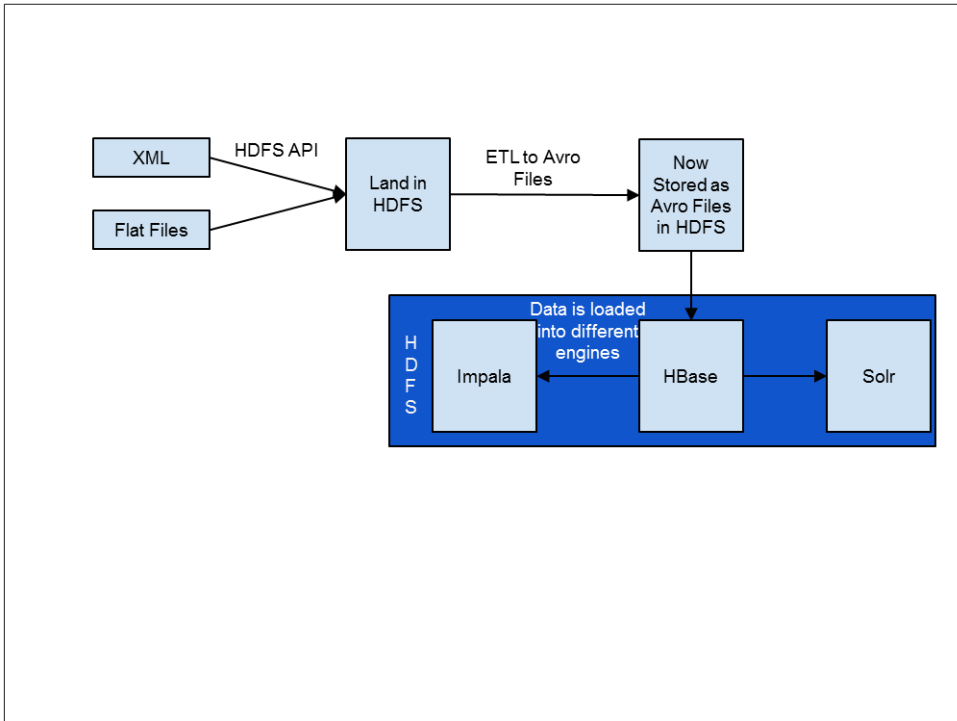 XML
HDFS API
Flat Files
Land in
HDFS
ETL to Avro
Files
Now
Stored as
Avro Files
in HDFS
Data is loaded
into different
engines
H
D
F
S
Impala
HBase
Solr